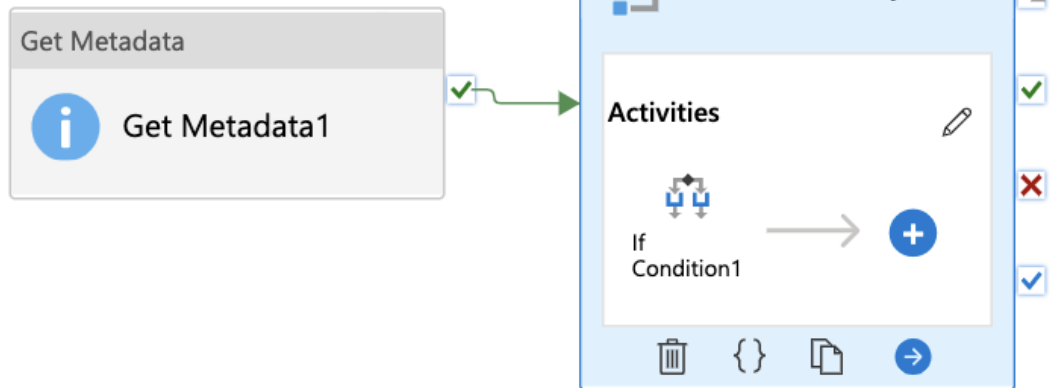 Get Metadata
Get Metadata1
Activities
If
Condition1